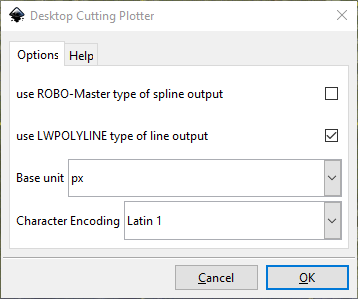 Desktop Cutting Plotter
Options Help
use ROBO-Master type of spline output
use LWPOLYLINE type of line output
Base unit px
Character Encoding Latin 1
Cancel OK